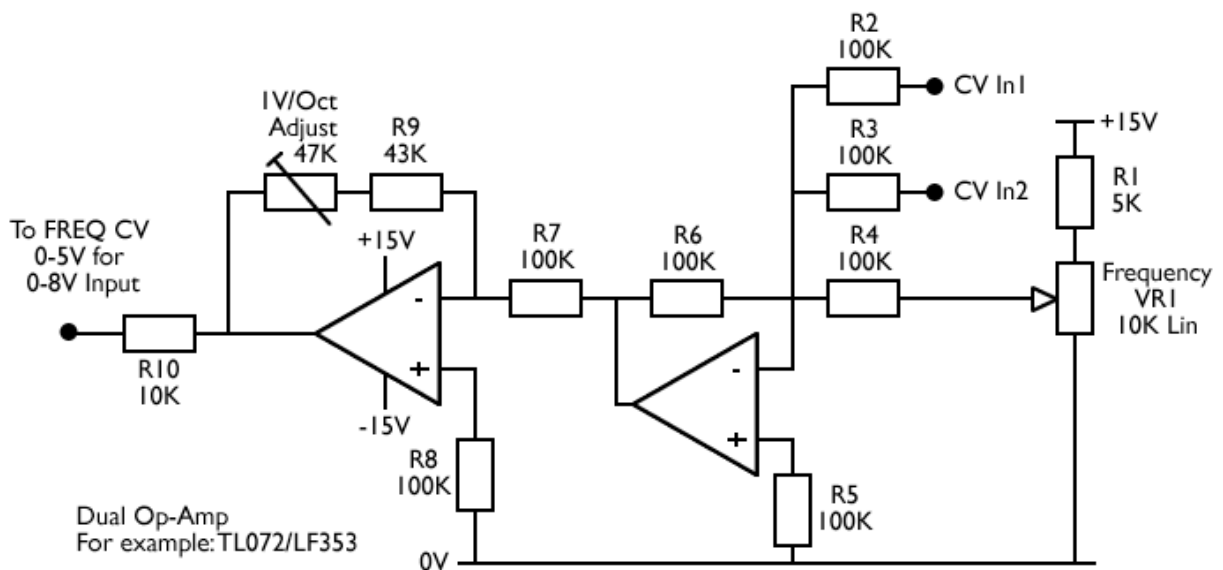 R2
100K
CV In1
1V/Oct
Adjust
47K
R9
43K
R3
100K
CV In2
+15V
R1
5K
To FREQ CV
0-5V for
0-8V Input
+15V
R7
100K
R6
100K
R4
100K
Frequency
VR1
10K Lin
-
+
R10
10K
-15V
-
+
R8
100K
R5
100K
Dual Op-Amp
For example:TL072/LF353
0V